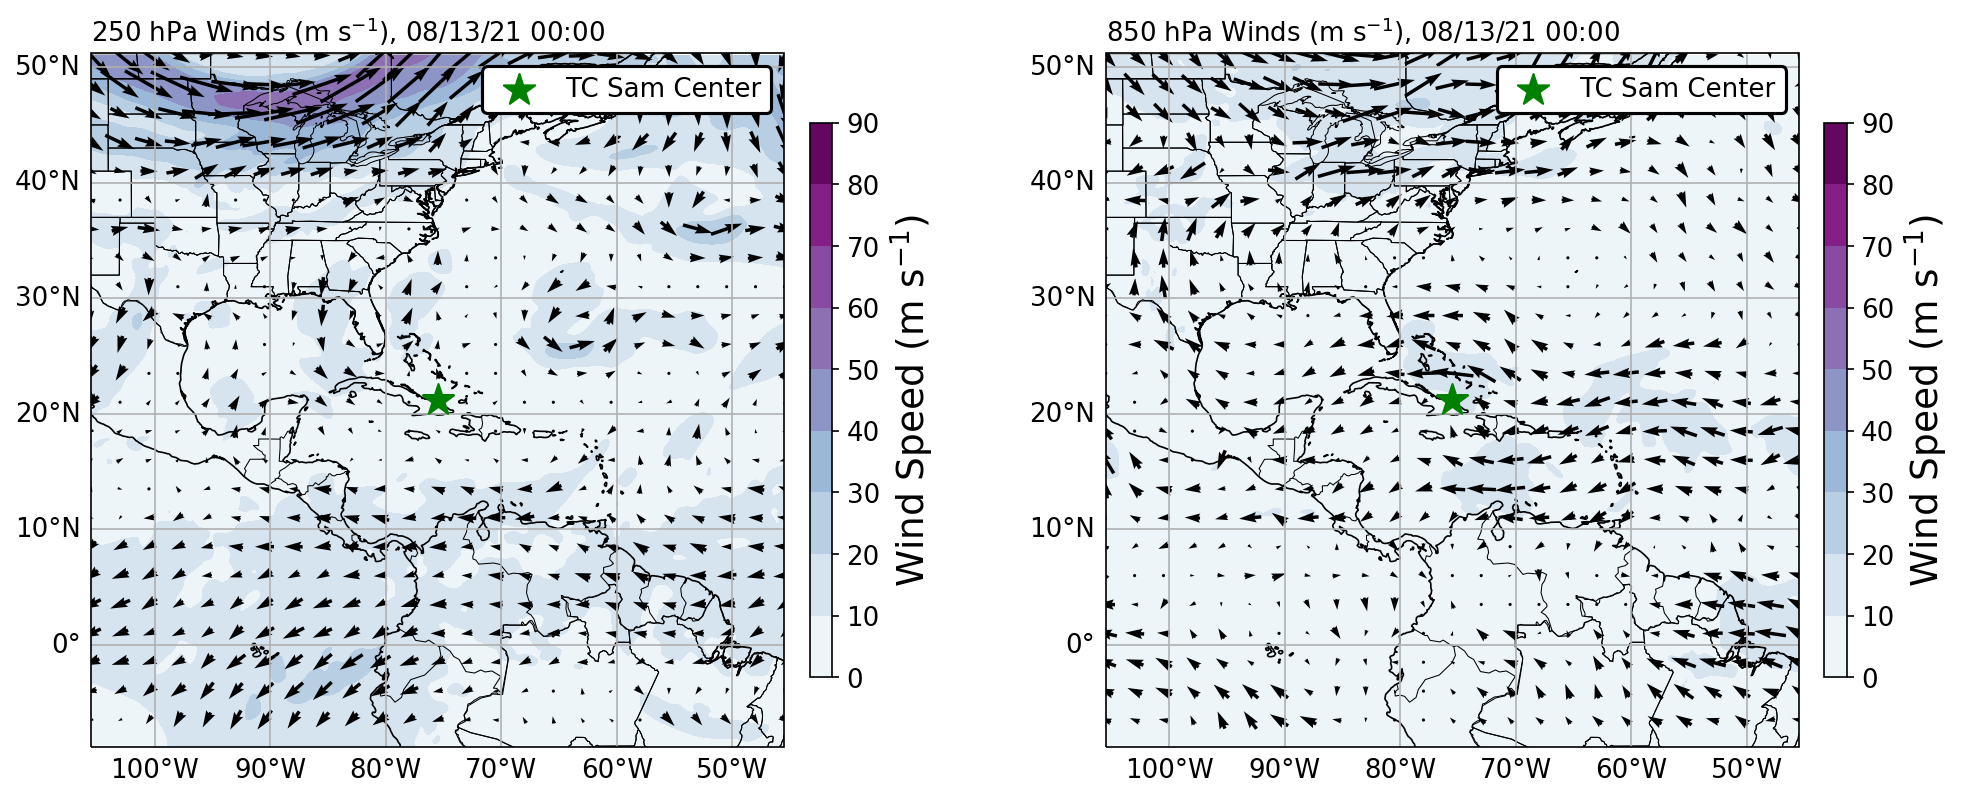 250 hPa Winds (m s⁻¹), 08/13/21 00:00
TC Sam Center
50°N
40°N
30°N
20°N
10°N
0°
100°W 90°W 80°W 70°W 60°W 50°W
90
80
70
60
50
40
30
20
10
0
Wind Speed (m s⁻¹)
850 hPa Winds (m s⁻¹), 08/13/21 00:00
TC Sam Center
50°N
40°N
30°N
20°N
10°N
0°
100°W 90°W 80°W 70°W 60°W 50°W
90
80
70
60
50
40
30
20
10
0
Wind Speed (m s⁻¹)